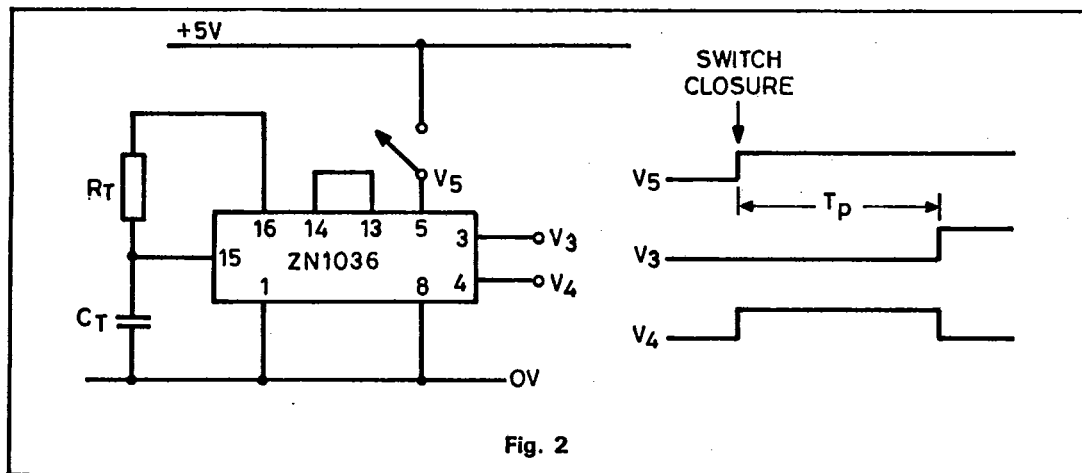 +5V
SWITCH
CLOSURE
RT
V5
16
14
13
5
3
V3
15
ZN1036
4
V4
1
8
CT
0V
V5
Tp
V3
V4
Fig. 2